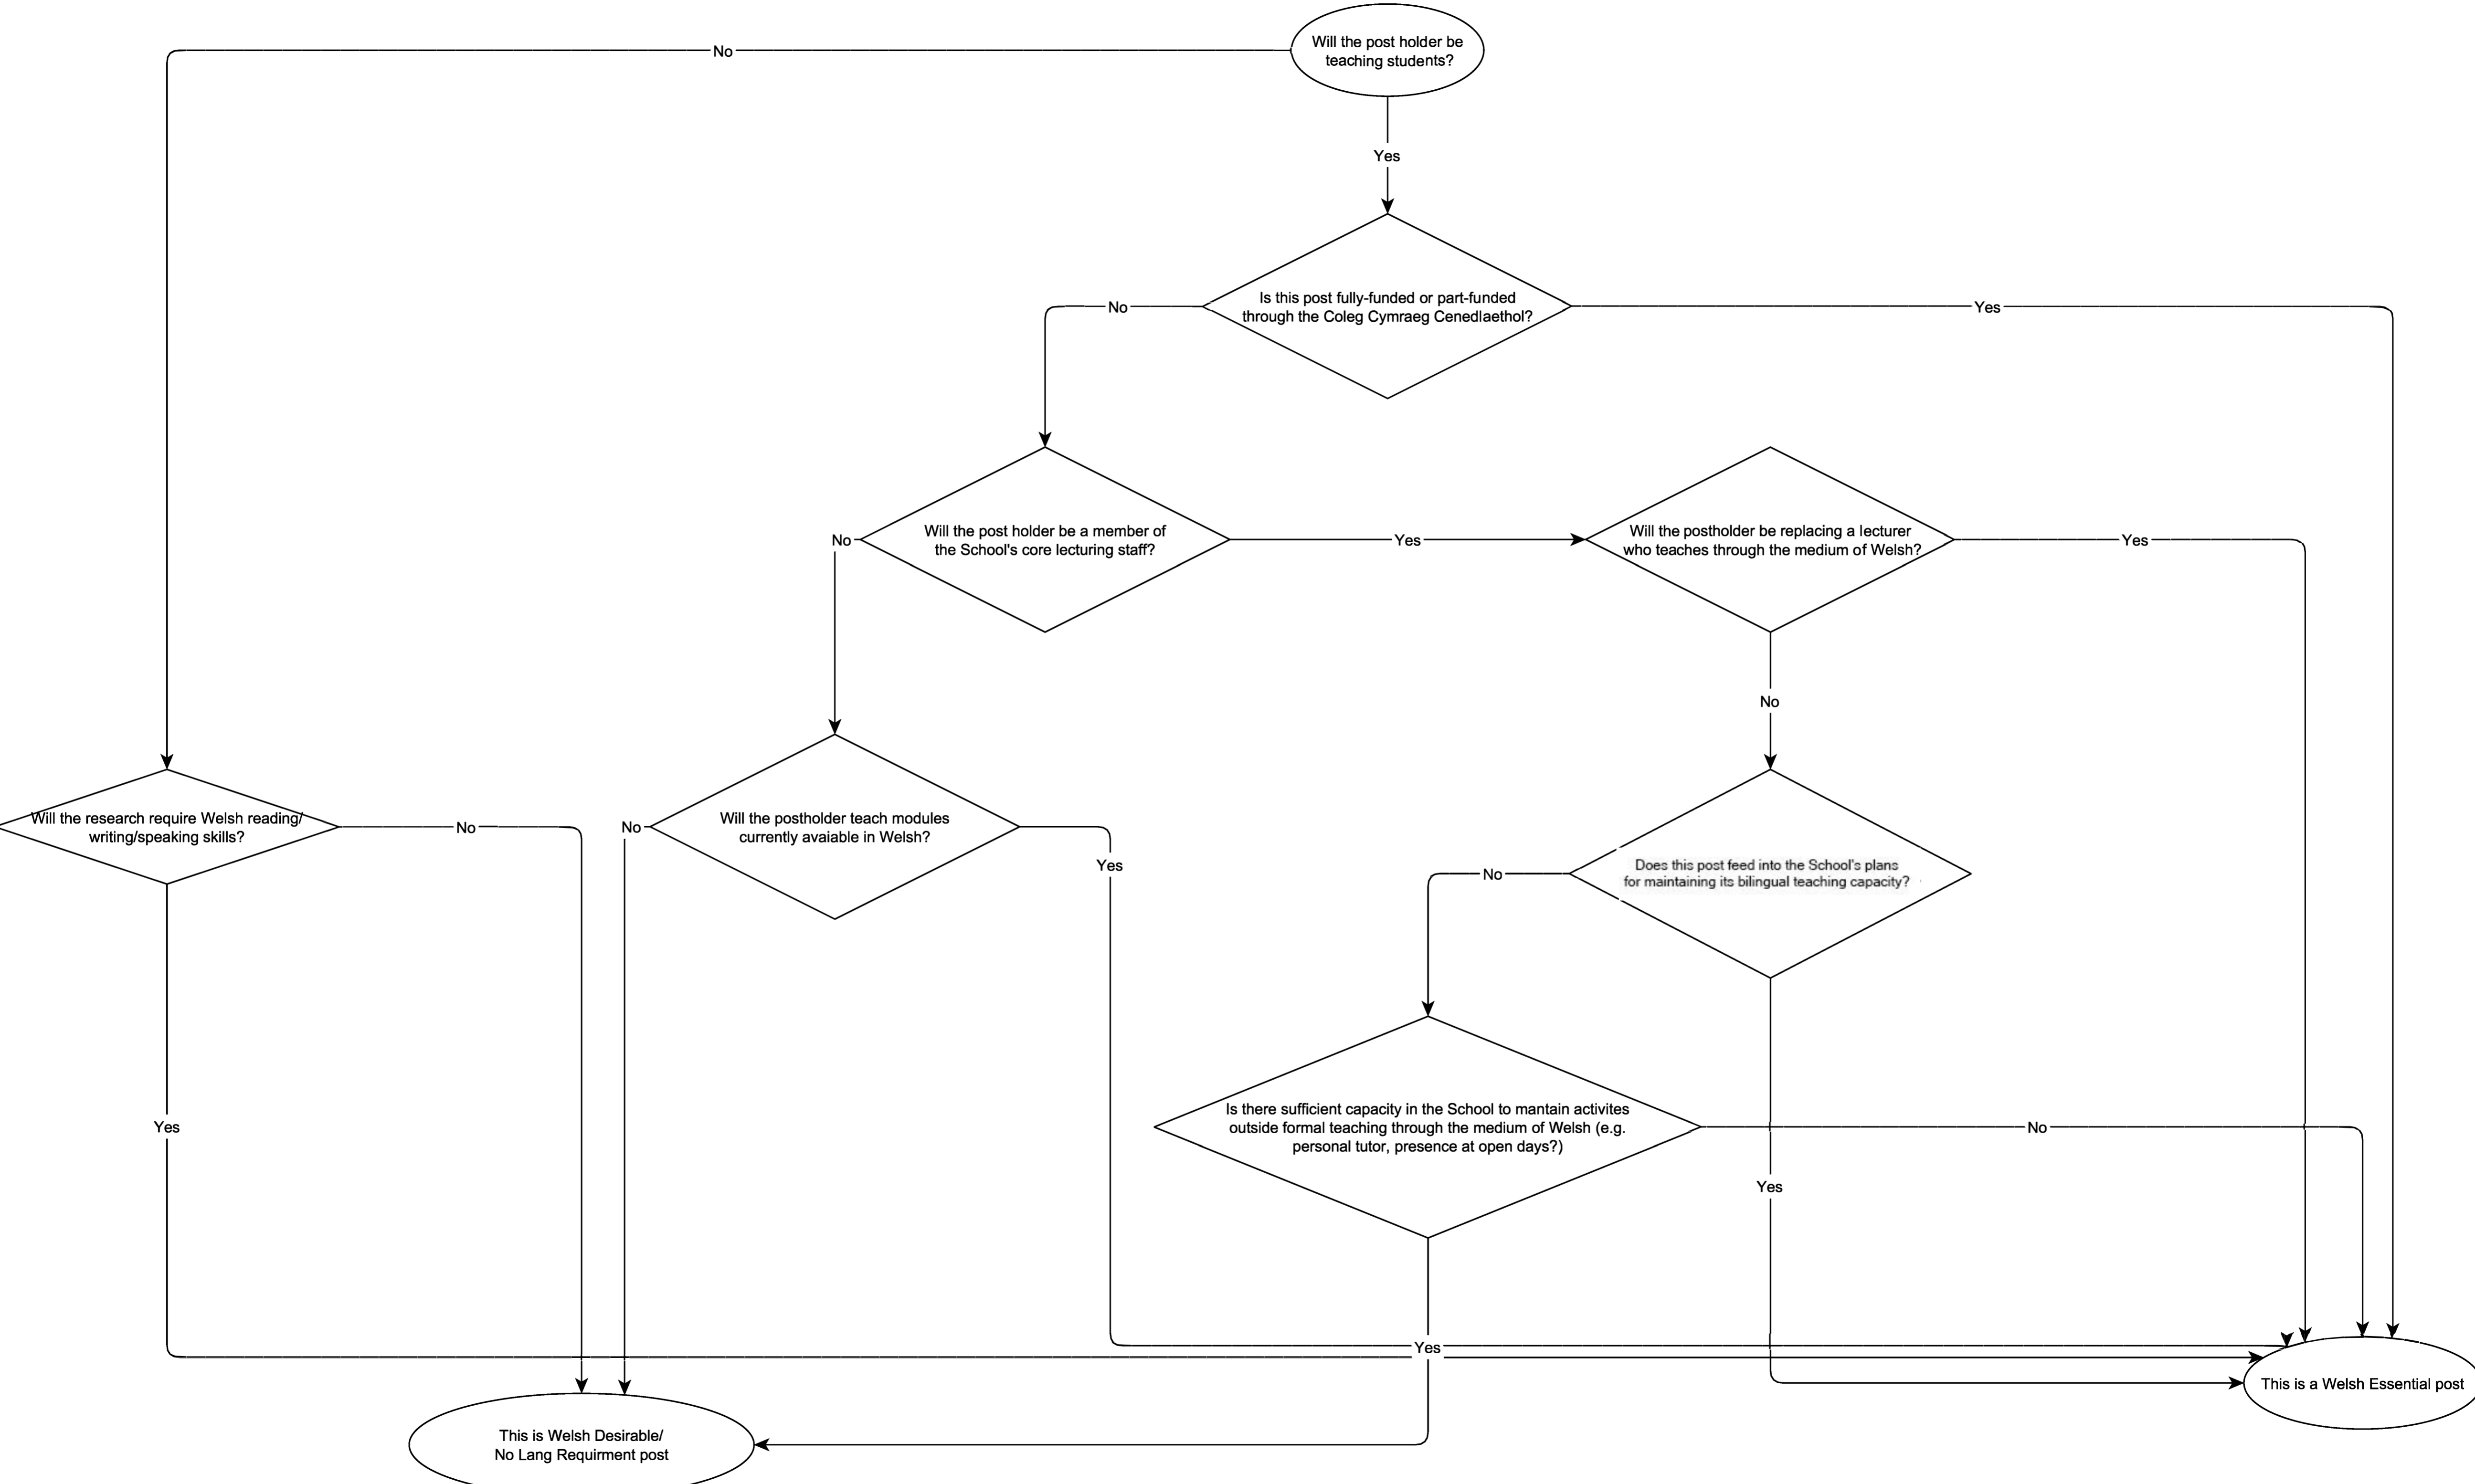 Will the post holder be
teaching students?
No
Yes
Is this post fully-funded or part-funded
through the Coleg Cymraeg Cenedlaethol?
No
Yes
Will the post holder be a member of
the School's core lecturing staff?
No
Yes
Will the postholder be replacing a lecturer
who teaches through the medium of Welsh?
Yes
No
Will the research require Welsh reading/
writing/speaking skills?
No
Yes
Will the postholder teach modules
currently avaiable in Welsh?
No
Yes
Does this post feed into the School's plans
for maintaining its bilingual teaching capacity?
No
Yes
Is there sufficient capacity in the School to mantain activites
outside formal teaching through the medium of Welsh (e.g.
personal tutor, presence at open days?)
No
Yes
This is a Welsh Essential post
This is Welsh Desirable/
No Lang Requirment post